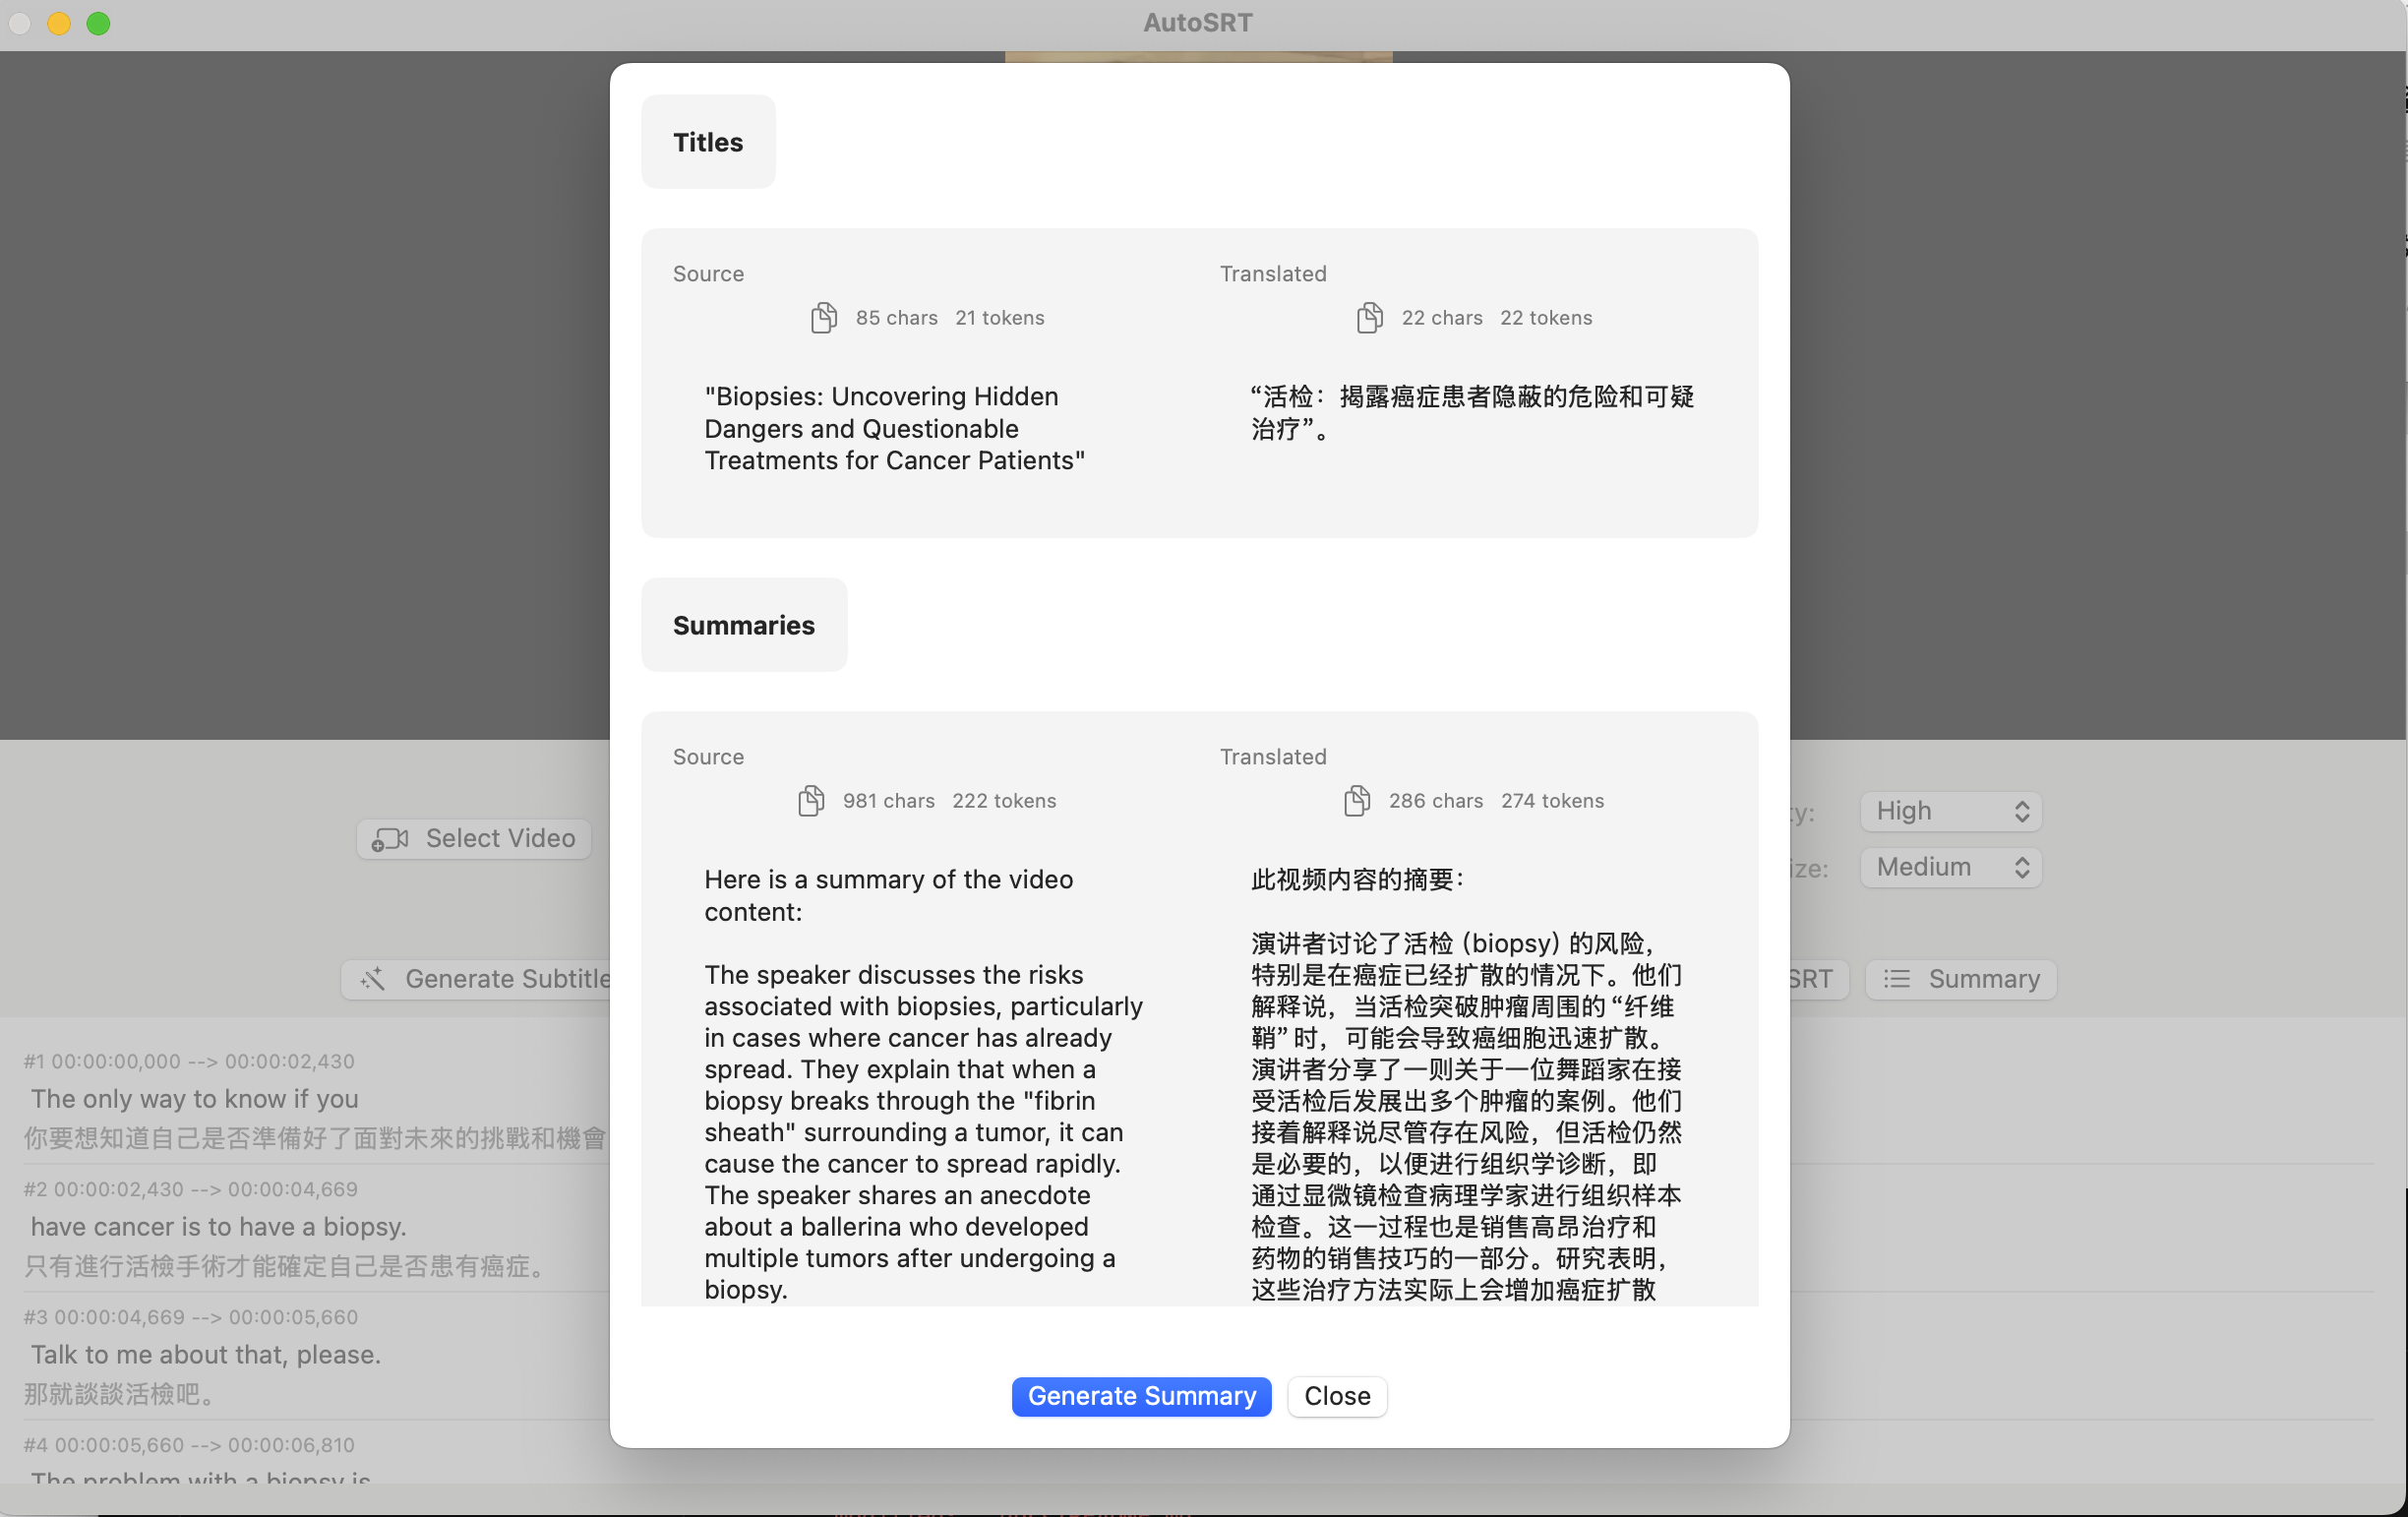 AutoSRT
Titles
Source
85 chars 21 tokens
"Biopsies: Uncovering Hidden
Dangers and Questionable
Treatments for Cancer Patients"
Translated
22 chars 22 tokens
“活检：揭露癌症患者隐蔽的危险和可疑
治疗”。
Summaries
Source
981 chars 222 tokens
Here is a summary of the video
content:
The speaker discusses the risks
associated with biopsies, particularly
in cases where cancer has already
spread. They explain that when a
biopsy breaks through the "fibrin
sheath" surrounding a tumor, it can
cause the cancer to spread rapidly.
The speaker shares an anecdote
about a ballerina who developed
multiple tumors after undergoing a
biopsy.
Translated
286 chars 274 tokens
此视频内容的摘要：
演讲者讨论了活检 (biopsy) 的风险，
特别是在癌症已经扩散的情况下。他们
解释说，当活检突破肿瘤周围的“纤维
鞘”时，可能会导致癌细胞迅速扩散。
演讲者分享了一则关于一位舞蹈家在接
受活检后发展出多个肿瘤的案例。他们
接着解释说尽管存在风险，但活检仍然
是必要的，以便进行组织学诊断，即
通过显微镜检查病理学家进行组织样本
检查。这一过程也是销售高昂治疗和
药物的销售技巧的一部分。研究表明，
这些治疗方法实际上会增加癌症扩散
Generate Summary
Close
Select Video
Generate Subtitle
ty:
High
ize:
Medium
SRT
Summary
#1 00:00:00,000 --> 00:00:02,430
The only way to know if you
你要想知道自己是否準備好了面對未來的挑戰和機會
#2 00:00:02,430 --> 00:00:04,669
have cancer is to have a biopsy.
只有進行活檢手術才能確定自己是否患有癌症。
#3 00:00:04,669 --> 00:00:05,660
Talk to me about that, please.
那就談談活檢吧。
#4 00:00:05,660 --> 00:00:06,810
The problem with a biopsy is